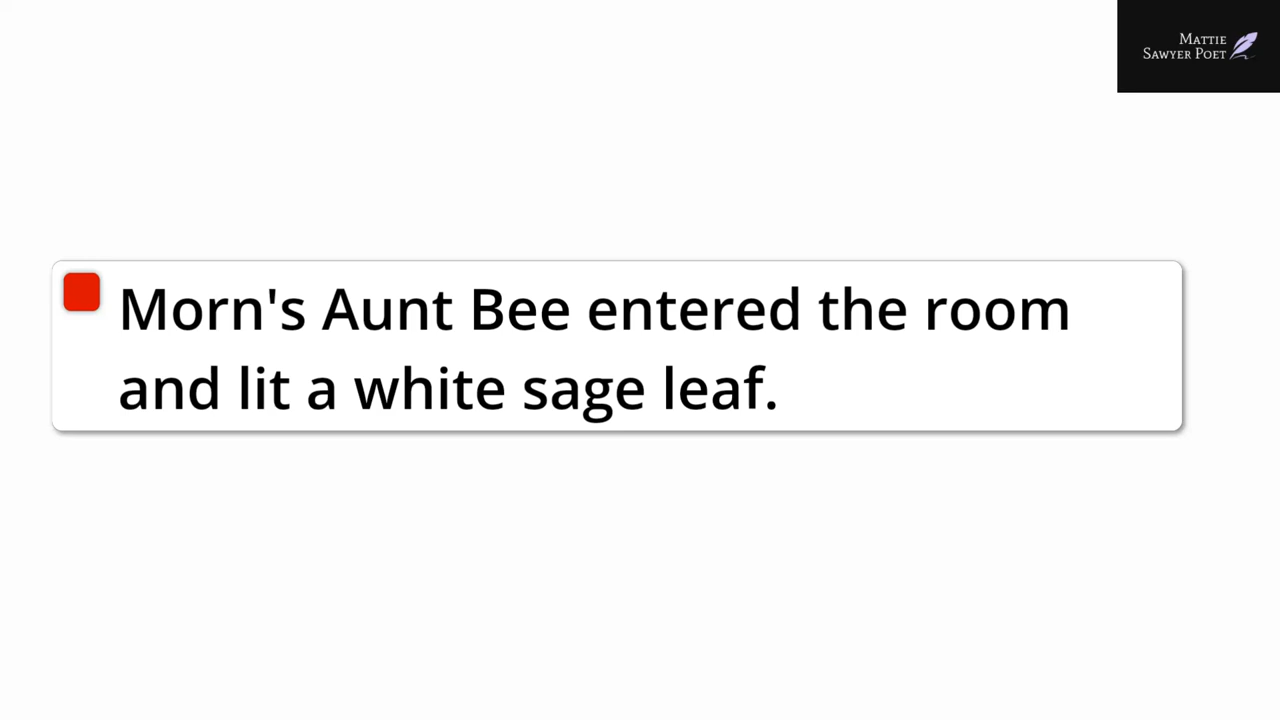 Mattie
Sawyer Poet
Morn's Aunt Bee entered the room
and lit a white sage leaf.